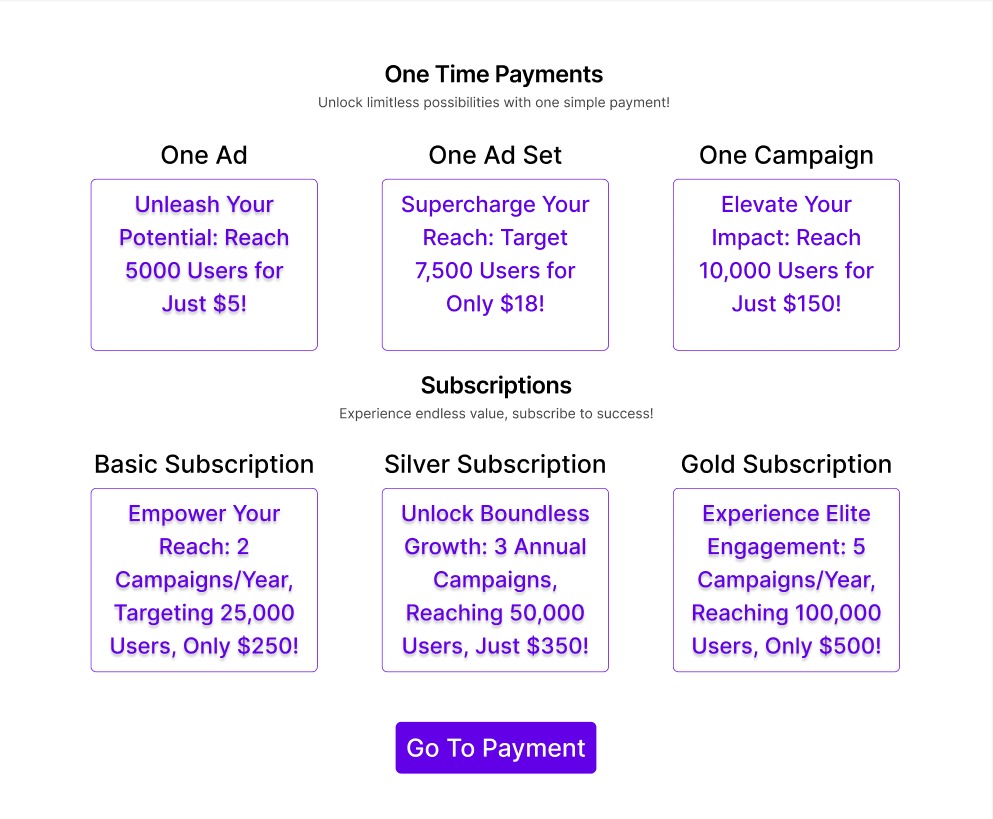 One Time Payments
Unlock limitless possibilities with one simple payment!
One Ad
Unleash Your
Potential: Reach
5000 Users for
Just $5!
One Ad Set
Supercharge Your
Reach: Target
7,500 Users for
Only $18!
One Campaign
Elevate Your
Impact: Reach
10,000 Users for
Just $150!
Subscriptions
Experience endless value, subscribe to success!
Basic Subscription
Empower Your
Reach: 2
Campaigns/Year,
Targeting 25,000
Users, Only $250!
Silver Subscription
Unlock Boundless
Growth: 3 Annual
Campaigns,
Reaching 50,000
Users, Just $350!
Gold Subscription
Experience Elite
Engagement: 5
Campaigns/Year,
Reaching 100,000
Users, Only $500!
Go To Payment